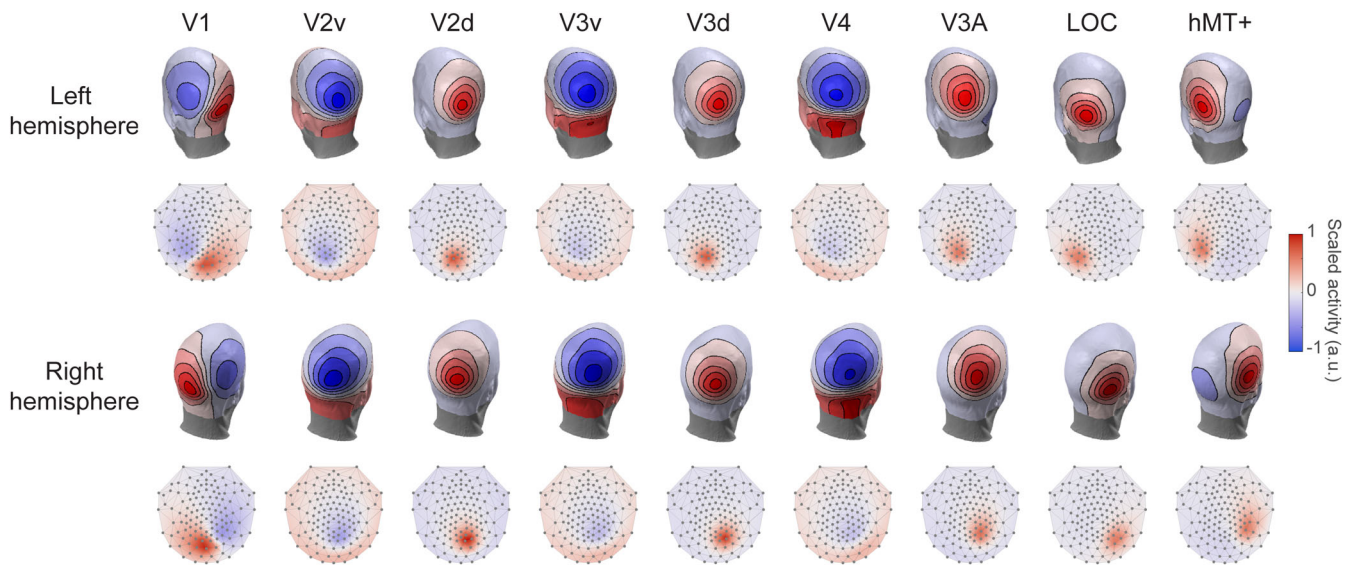 V1 V2v V2d V3v V3d V4 V3A LOC hMT+
Left
hemisphere
1
0
-1
Scaled activity (a.u.)
Right
hemisphere